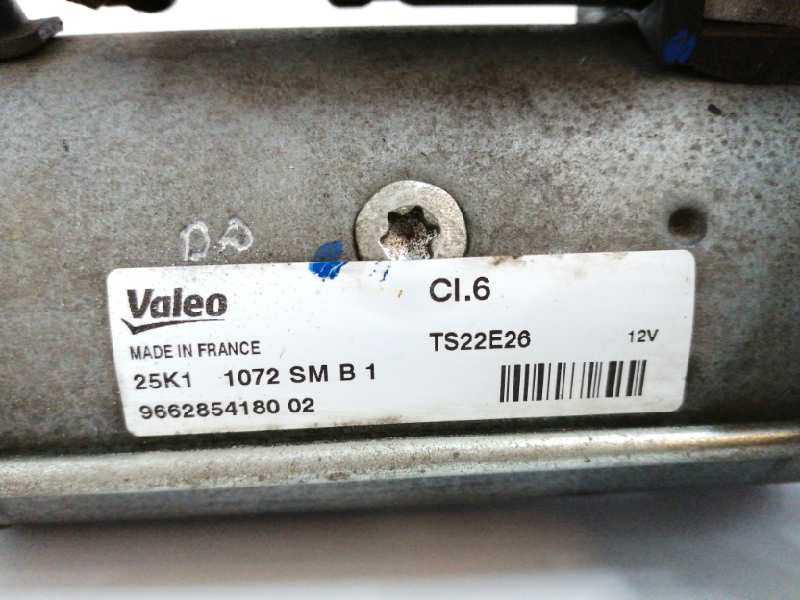 Valeo
Cl.6
MADE IN FRANCE
TS22E26
12V
25K1 1072 SM B 1
9662854180 02